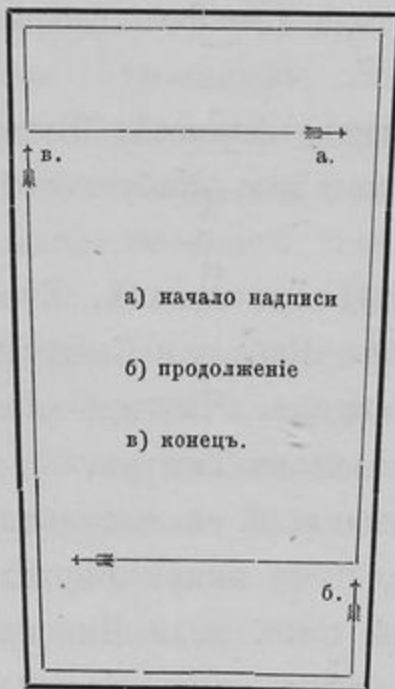 в. а.
а) начало надписи
б) продолженіе
в) конецъ.
б.